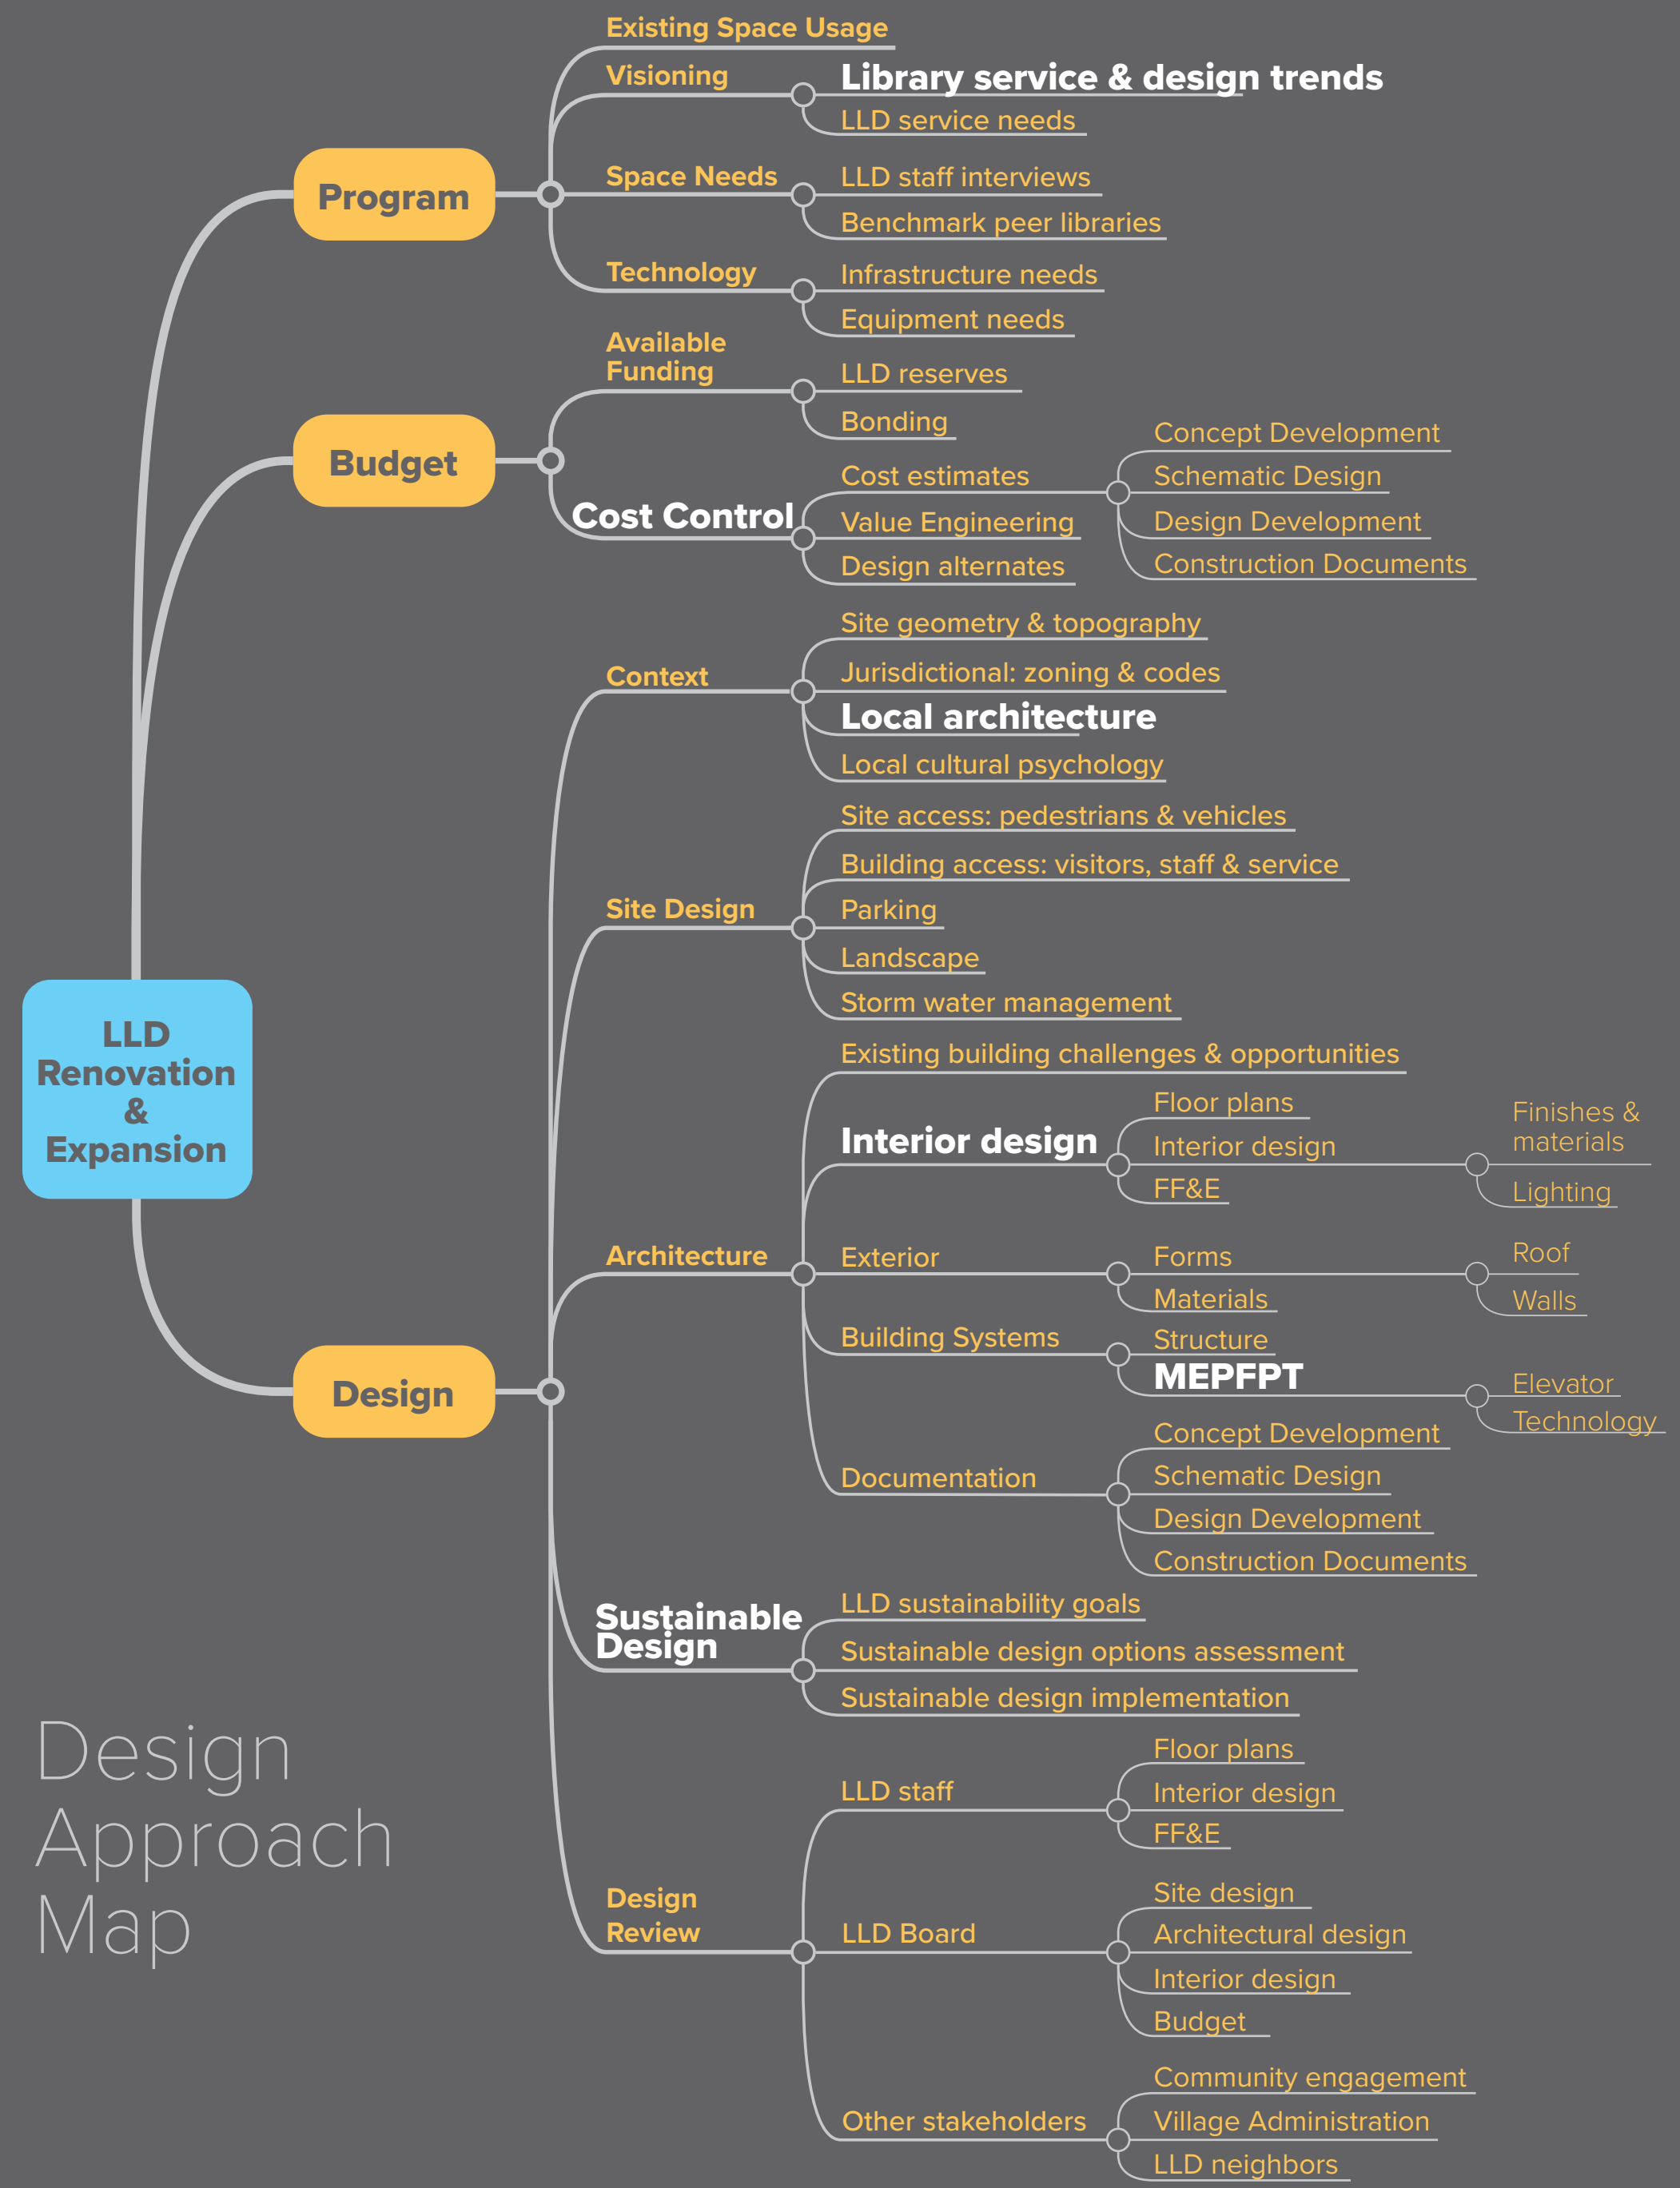 Existing Space Usage
Visioning
Library service & design trends
LLD service needs
Program
Space Needs
LLD staff interviews
Benchmark peer libraries
Technology
Infrastructure needs
Equipment needs
Available
Funding
LLD reserves
Bonding
Budget
Cost Control
Cost estimates
Concept Development
Schematic Design
Design Development
Construction Documents
Value Engineering
Design alternates
Context
Site geometry & topography
Jurisdictional: zoning & codes
Local architecture
Local cultural psychology
Site Design
Site access: pedestrians & vehicles
Building access: visitors, staff & service
Parking
Landscape
Storm water management
LLD
Renovation
&
Expansion
Existing building challenges & opportunities
Interior design
Floor plans
Interior design
FF&E
Finishes &
materials
Lighting
Architecture
Exterior
Forms
Materials
Roof
Walls
Building Systems
Structure
MEPFPT
Elevator
Technology
Design
Documentation
Concept Development
Schematic Design
Design Development
Construction Documents
Sustainable
Design
LLD sustainability goals
Sustainable design options assessment
Sustainable design implementation
Design
Review
LLD staff
Floor plans
Interior design
FF&E
LLD Board
Site design
Architectural design
Interior design
Budget
Other stakeholders
Community engagement
Village Administration
LLD neighbors
Design
Approach
Map